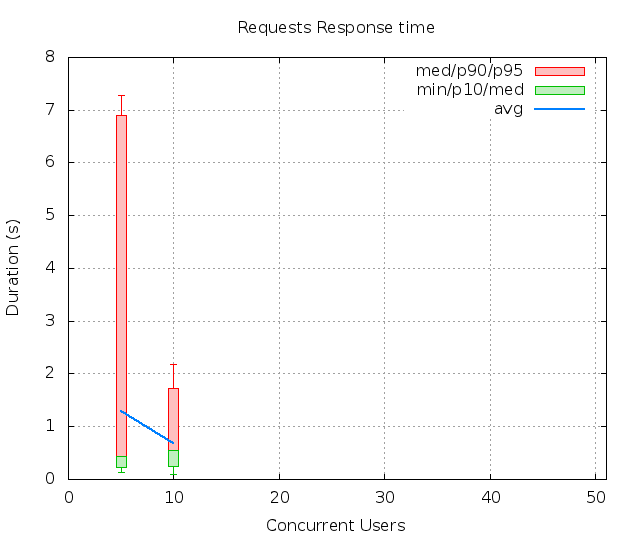 Requests Response time
med/p90/p95
min/p10/med
avg
8
7
6
5
4
3
2
1
0
Duration (s)
0 10 20 30 40 50
Concurrent Users